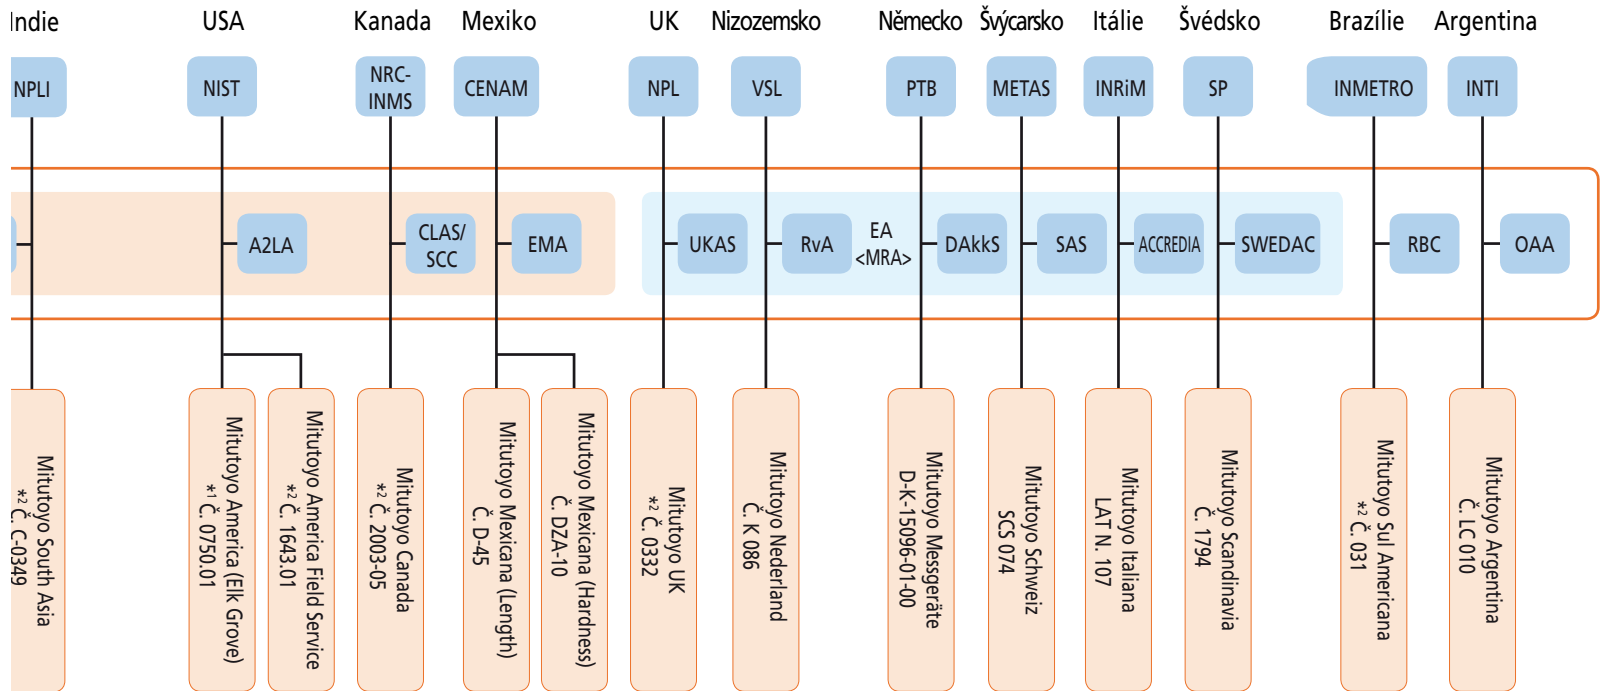 Indie
USA
Kanada
Mexiko
UK
Nizozemsko
Německo
Švýcarsko
Itálie
Švédsko
Brazílie
Argentina
NPLI
NIST
NRC-
INMS
CENAM
NPL
VSL
PTB
METAS
INRiM
SP
INMETRO
INTI
A2LA
CLAS/
SCC
EMA
UKAS
RvA
EA
<MRA>
DAkkS
SAS
ACCREDIA
SWEDAC
RBC
OAA
Mitutoyo South Asia
*2 Č. C-0349
Mitutoyo America (Elk Grove)
*1 Č. 0750.01
Mitutoyo America Field Service
*2 Č. 1643.01
Mitutoyo Canada
*2 Č. 2003-05
Mitutoyo Mexicana (Length)
Č. D-45
Mitutoyo Mexicana (Hardness)
Č. DZA-10
Mitutoyo UK
*2 Č. 0332
Mitutoyo Nederland
Č. K 086
Mitutoyo Messgeräte
D-K-15096-01-00
Mitutoyo Schweiz
SCS 074
Mitutoyo Italiana
LAT N. 107
Mitutoyo Scandinavia
Č. 1794
Mitutoyo Sul Americana
*2 Č. 031
Mitutoyo Argentina
Č. LC 010